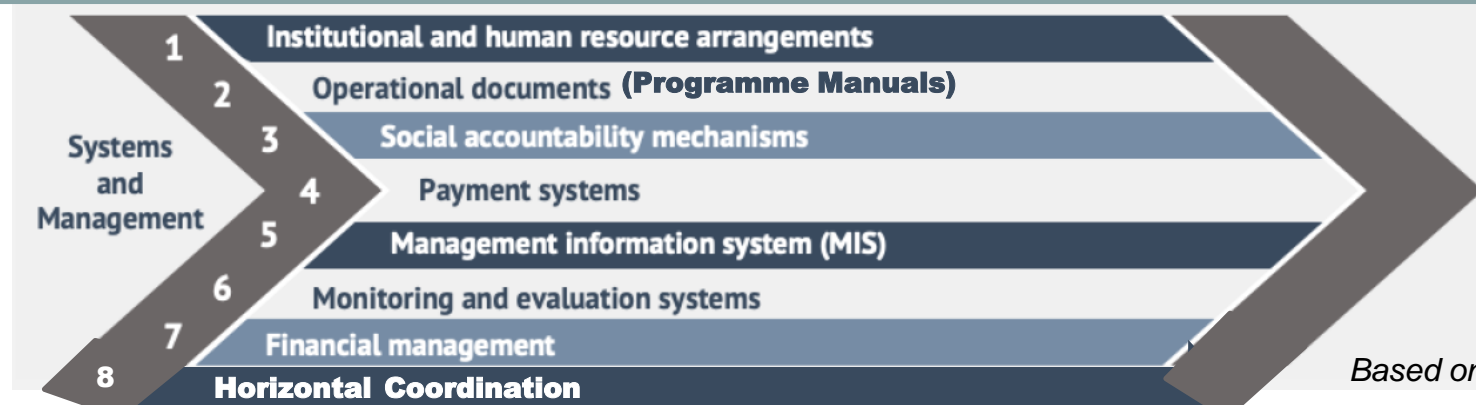 Systems
and
Management
1 Institutional and human resource arrangements
2 Operational documents (Programme Manuals)
3 Social accountability mechanisms
4 Payment systems
5 Management information system (MIS)
6 Monitoring and evaluation systems
7 Financial management
8 Horizontal Coordination
Based on